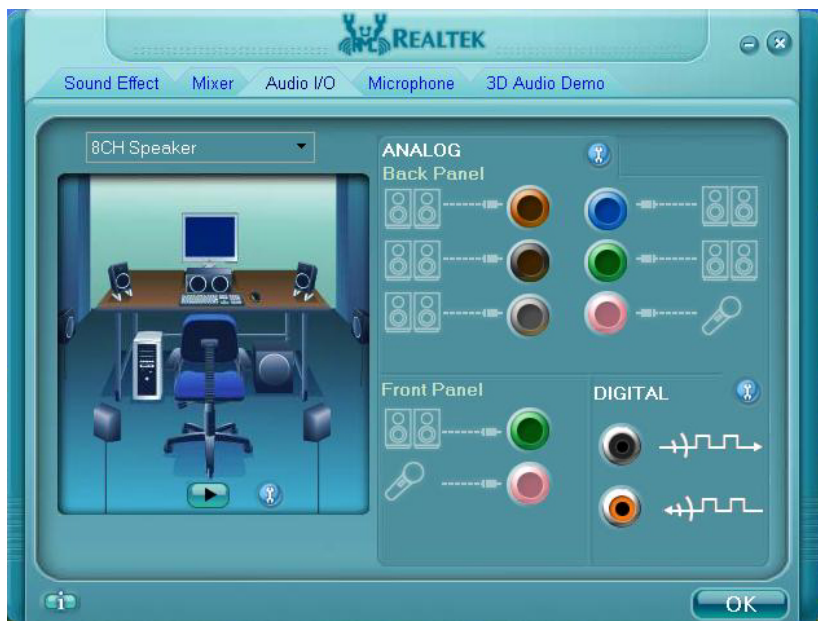 REALTEK
Sound Effect Mixer Audio I/O Microphone 3D Audio Demo
8CH Speaker
ANALOG
Back Panel
Front Panel
DIGITAL
OK